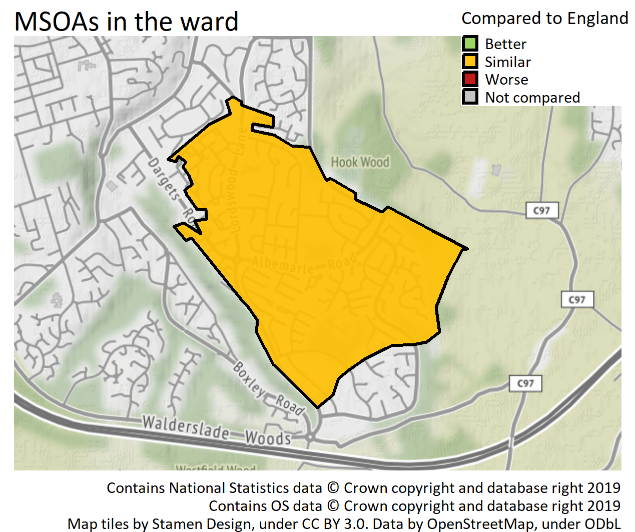 MSOAs in the ward
Compared to England
Better
Similar
Worse
Not compared
Hook Wood
Dargets Ro
C97
Albemarle Road
C97
C97
Boxley Road
Walderslade Woods
Westfield Wood
Contains National Statistics data © Crown copyright and database right 2019
Contains OS data © Crown copyright and database right 2019
Map tiles by Stamen Design, under CC BY 3.0. Data by OpenStreetMap, under ODbL